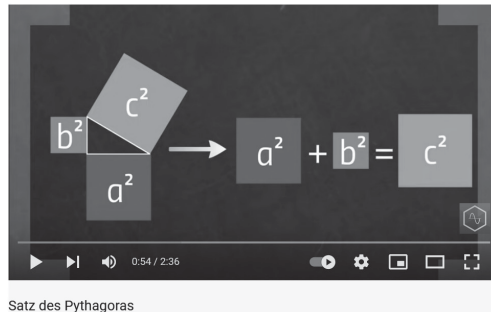 c²
b²
a²
a² + b² = c²
0:54 / 2:36
Satz des Pythagoras